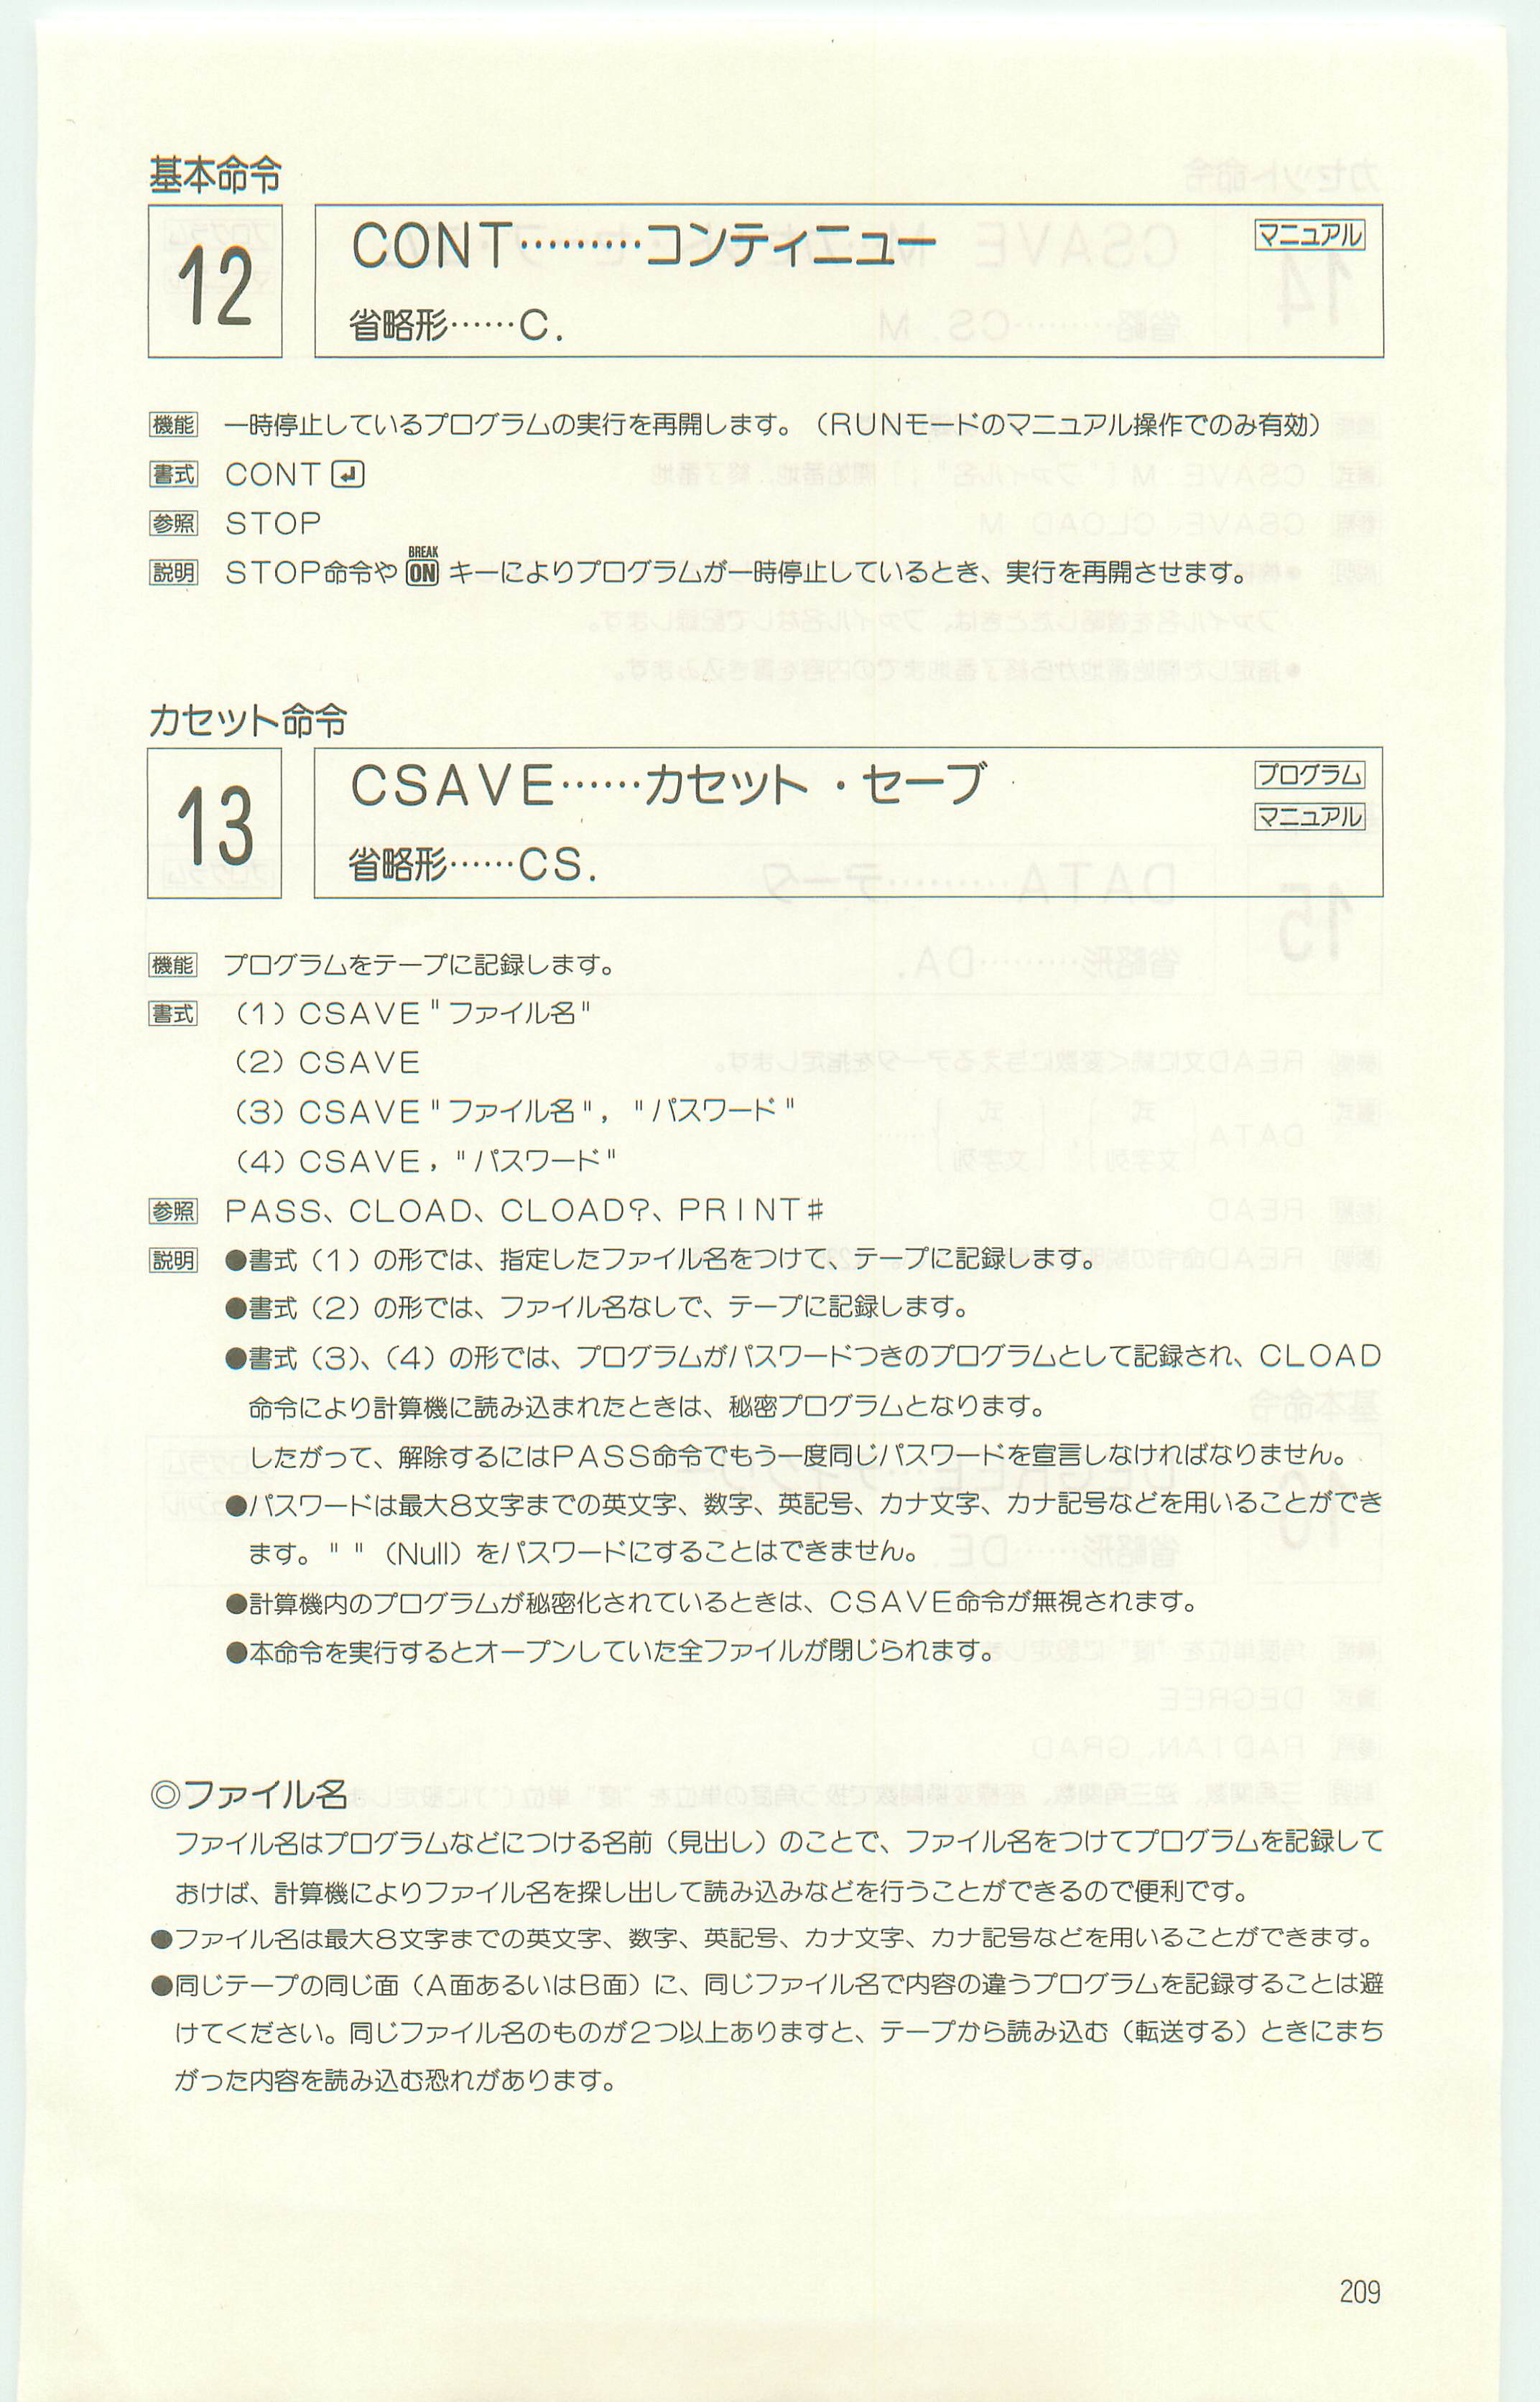 基本命令
12
CONT………コンティニュー
マニュアル
省略形……C.
機能 一時停止しているプログラムの実行を再開します。（RUNモードのマニュアル操作でのみ有効）
書式 CONT ↵
参照 STOP
BREAK
説明 STOP命令や ON キーによりプログラムが一時停止しているとき、実行を再開させます。
カセット命令
13
CSAVE……カセット・セーブ
プログラム
マニュアル
省略形……CS.
機能 プログラムをテープに記録します。
書式 (1) CSAVE"ファイル名"
(2) CSAVE
(3) CSAVE"ファイル名", "パスワード"
(4) CSAVE, "パスワード"
参照 PASS、CLOAD、CLOAD?、PRINT#
説明 ●書式（1）の形では、指定したファイル名をつけて、テープに記録します。
●書式（2）の形では、ファイル名なしで、テープに記録します。
●書式（3）、（4）の形では、プログラムがパスワードつきのプログラムとして記録され、CLOAD
命令により計算機に読み込まれたときは、秘密プログラムとなります。
したがって、解除するにはPASS命令でもう一度同じパスワードを宣言しなければなりません。
●パスワードは最大8文字までの英文字、数字、英記号、カナ文字、カナ記号などを用いることができ
ます。" "（Null）をパスワードにすることはできません。
●計算機内のプログラムが秘密化されているときは、CSAVE命令が無視されます。
●本命令を実行するとオープンしていた全ファイルが閉じられます。
◎ファイル名
ファイル名はプログラムなどにつける名前（見出し）のことで、ファイル名をつけてプログラムを記録して
おけば、計算機によりファイル名を探し出して読み込みなどを行うことができるので便利です。
●ファイル名は最大8文字までの英文字、数字、英記号、カナ文字、カナ記号などを用いることができます。
●同じテープの同じ面（A面あるいはB面）に、同じファイル名で内容の違うプログラムを記録することは避
けてください。同じファイル名のものが2つ以上ありますと、テープから読み込む（転送する）ときにまち
がった内容を読み込む恐れがあります。
209